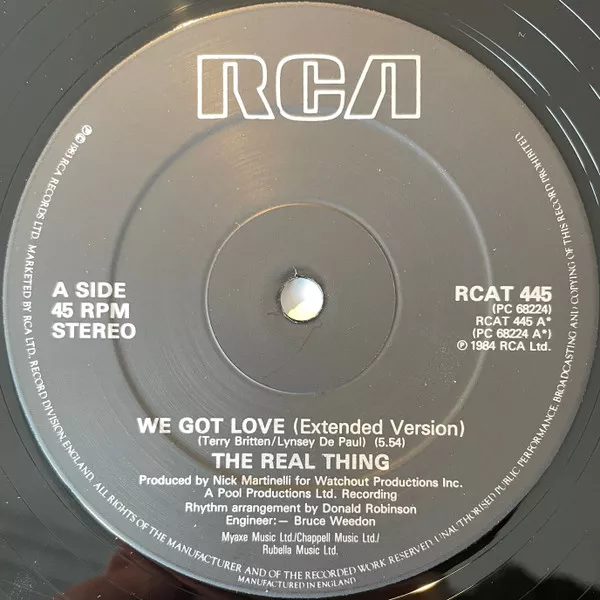 RCA
A SIDE
45 RPM
STEREO
RCAT 445
(PC 68224)
RCAT 445 A*
(PC 68224 A*)
℗ 1984 RCA Ltd.
WE GOT LOVE (Extended Version)
(Terry Britten/Lynsey De Paul) (5.54)
THE REAL THING
Produced by Nick Martinelli for Watchout Productions Inc.
A Pool Productions Ltd. Recording
Rhythm arrangement by Donald Robinson
Engineer:— Bruce Weedon
Myaxe Music Ltd./Chappell Music Ltd./
Rubella Music Ltd.
RCA RECORDS LTD. MARKETED BY RCA LTD., RECORD DIVISION, ENGLAND. ALL RIGHTS OF THE MANUFACTURER AND OF THE RECORDED WORK RESERVED. UNAUTHORISED PUBLIC PERFORMANCE, BROADCASTING AND COPYING OF THIS RECORD PROHIBITED
MANUFACTURED IN ENGLAND